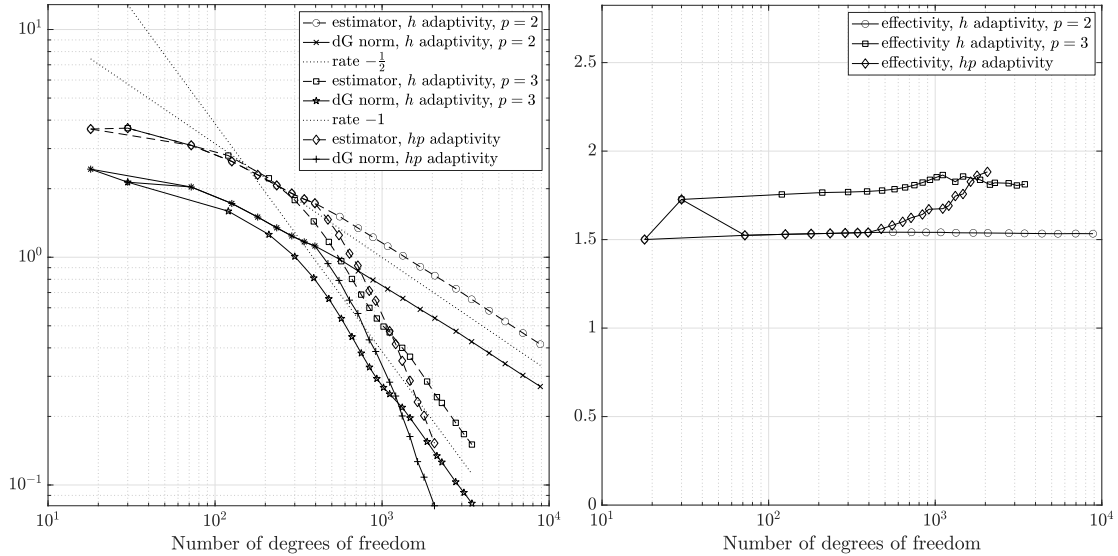 10^1
10^0
10^{-1}
estimator, h adaptivity, p = 2
dG norm, h adaptivity, p = 2
rate −1/2
estimator, h adaptivity, p = 3
dG norm, h adaptivity, p = 3
rate −1
estimator, hp adaptivity
dG norm, hp adaptivity
10^1 10^2 10^3 10^4
Number of degrees of freedom
effectivity, h adaptivity, p = 2
effectivity h adaptivity, p = 3
effectivity, hp adaptivity
2.5
2
1.5
1
0.5
0
10^1 10^2 10^3 10^4
Number of degrees of freedom